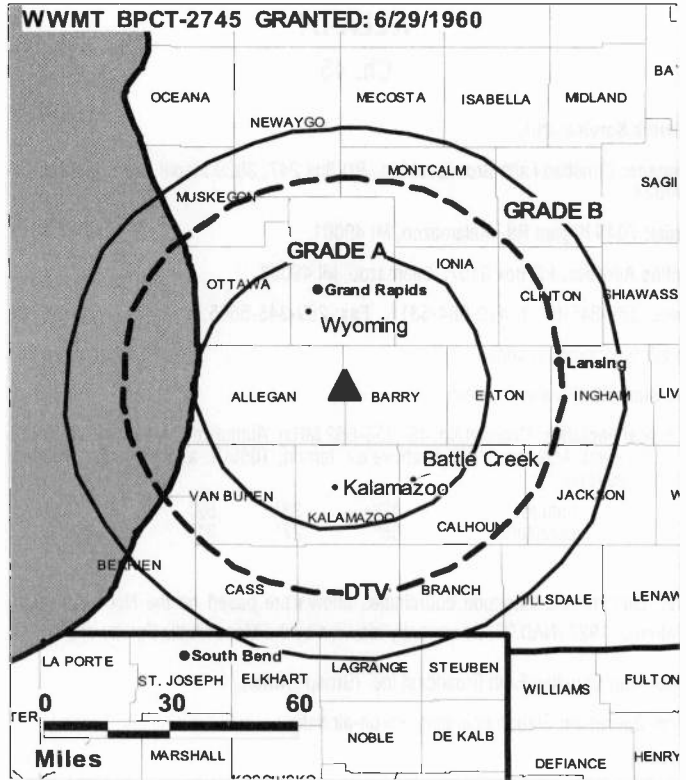 WWMT BPCT-2745 GRANTED: 6/29/1960
BA
OCEANA
MECOSTA
ISABELLA
MIDLAND
NEWAYGO
MONTCALM
SAGI
MUSKEGON
GRADE B
GRADE A
IONIA
OTTAWA
Grand Rapids
CLINTON
SHIAWASS
Wyoming
Lansing
ALLEGAN
BARRY
EATON
INGHAM
LIV
Battle Creek
VAN BUREN
Kalamazoo
JACKSON
W
KALAMAZOO
CALHOUN
BERRIEN
CASS
DTV
BRANCH
HILLSDALE
LENAW
LA PORTE
South Bend
ST. JOSEPH
ELKHART
LAGRANGE
STEUBEN
WILLIAMS
FULTON
0 30 60
TER
NOBLE
DE KALB
Miles
MARSHALL
DEFIANCE
HENRY